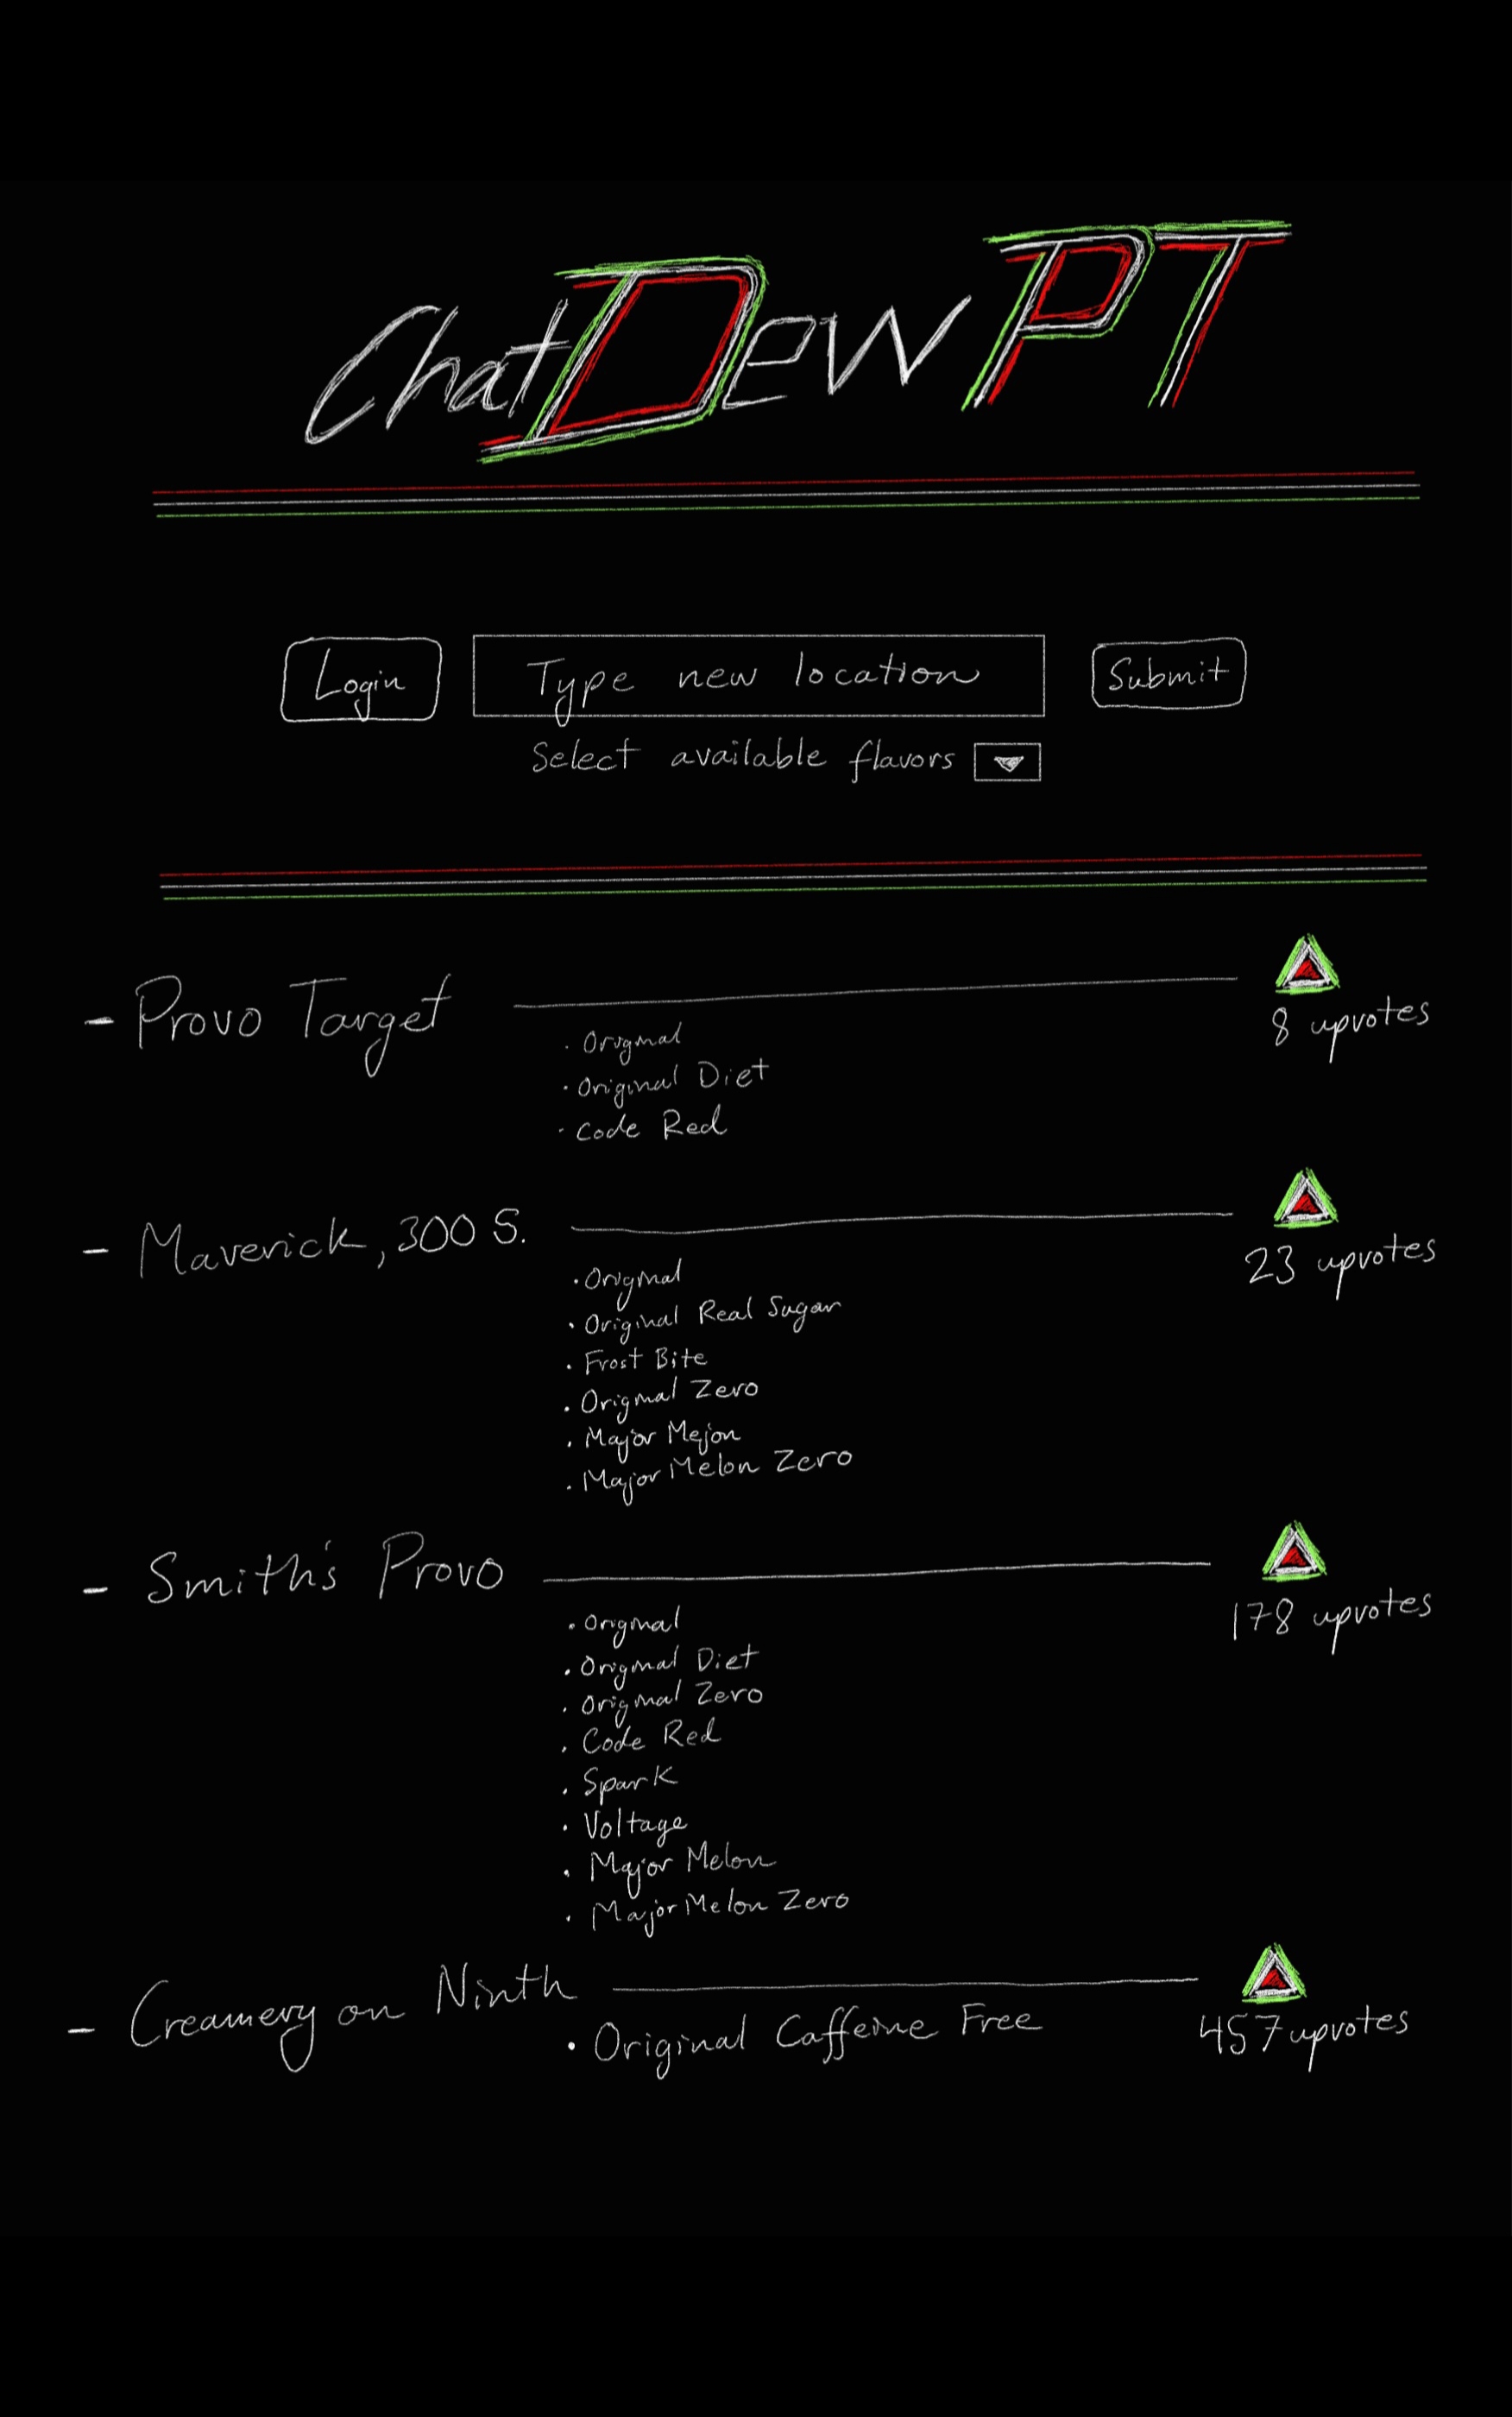 ChatDewPT
Login
Type new location
Submit
Select available flavors
- Provo Target
8 upvotes
· Original
· Original Diet
· Code Red
- Maverick, 300 S.
23 upvotes
· Original
· Original Real Sugar
· Frost Bite
· Original Zero
· Major Mejon
· Major Melon Zero
- Smith's Provo
178 upvotes
· Original
· Original Diet
· Original Zero
· Code Red
· Spark
· Voltage
· Major Melon
· Major Melon Zero
- Creamery on Ninth
457 upvotes
· Original Caffeine Free